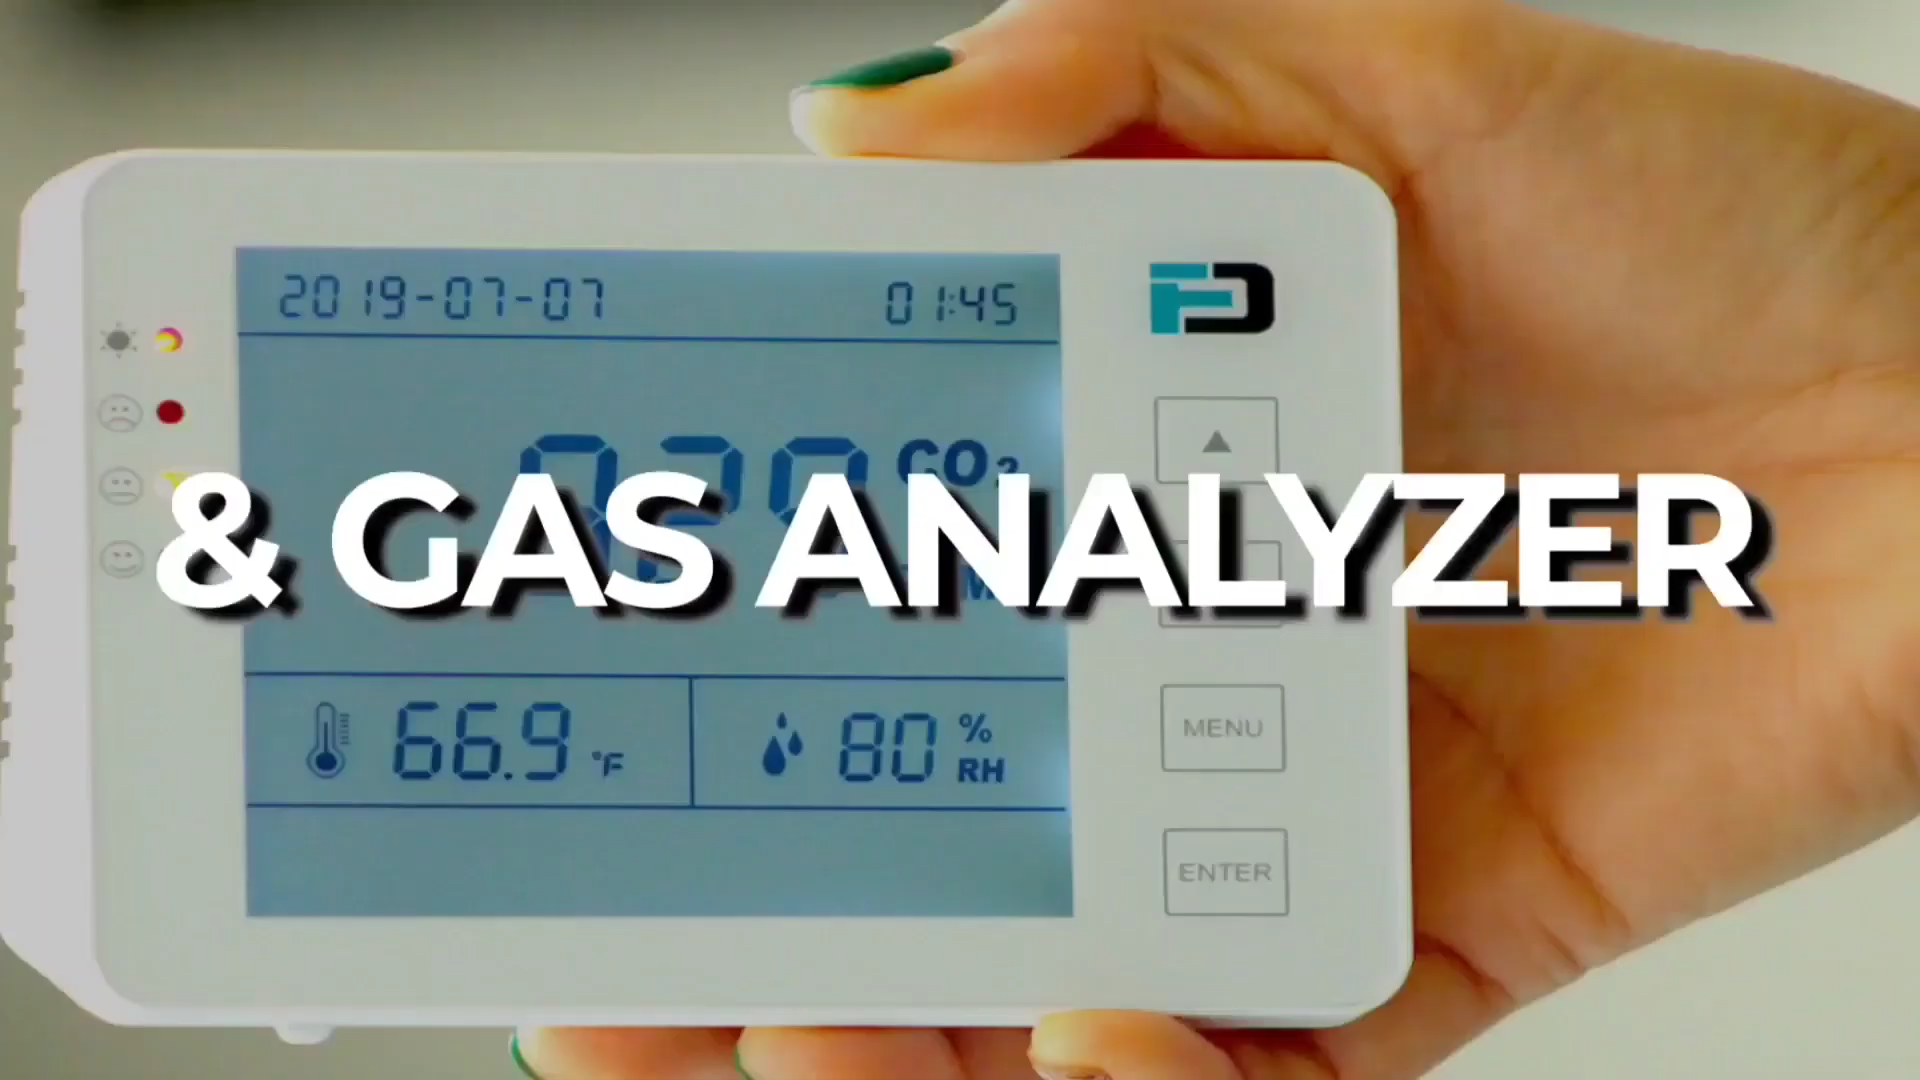 2019-07-07 01:45
CO₂
& GAS ANALYZER
66.9 °F 80 % RH
MENU
ENTER